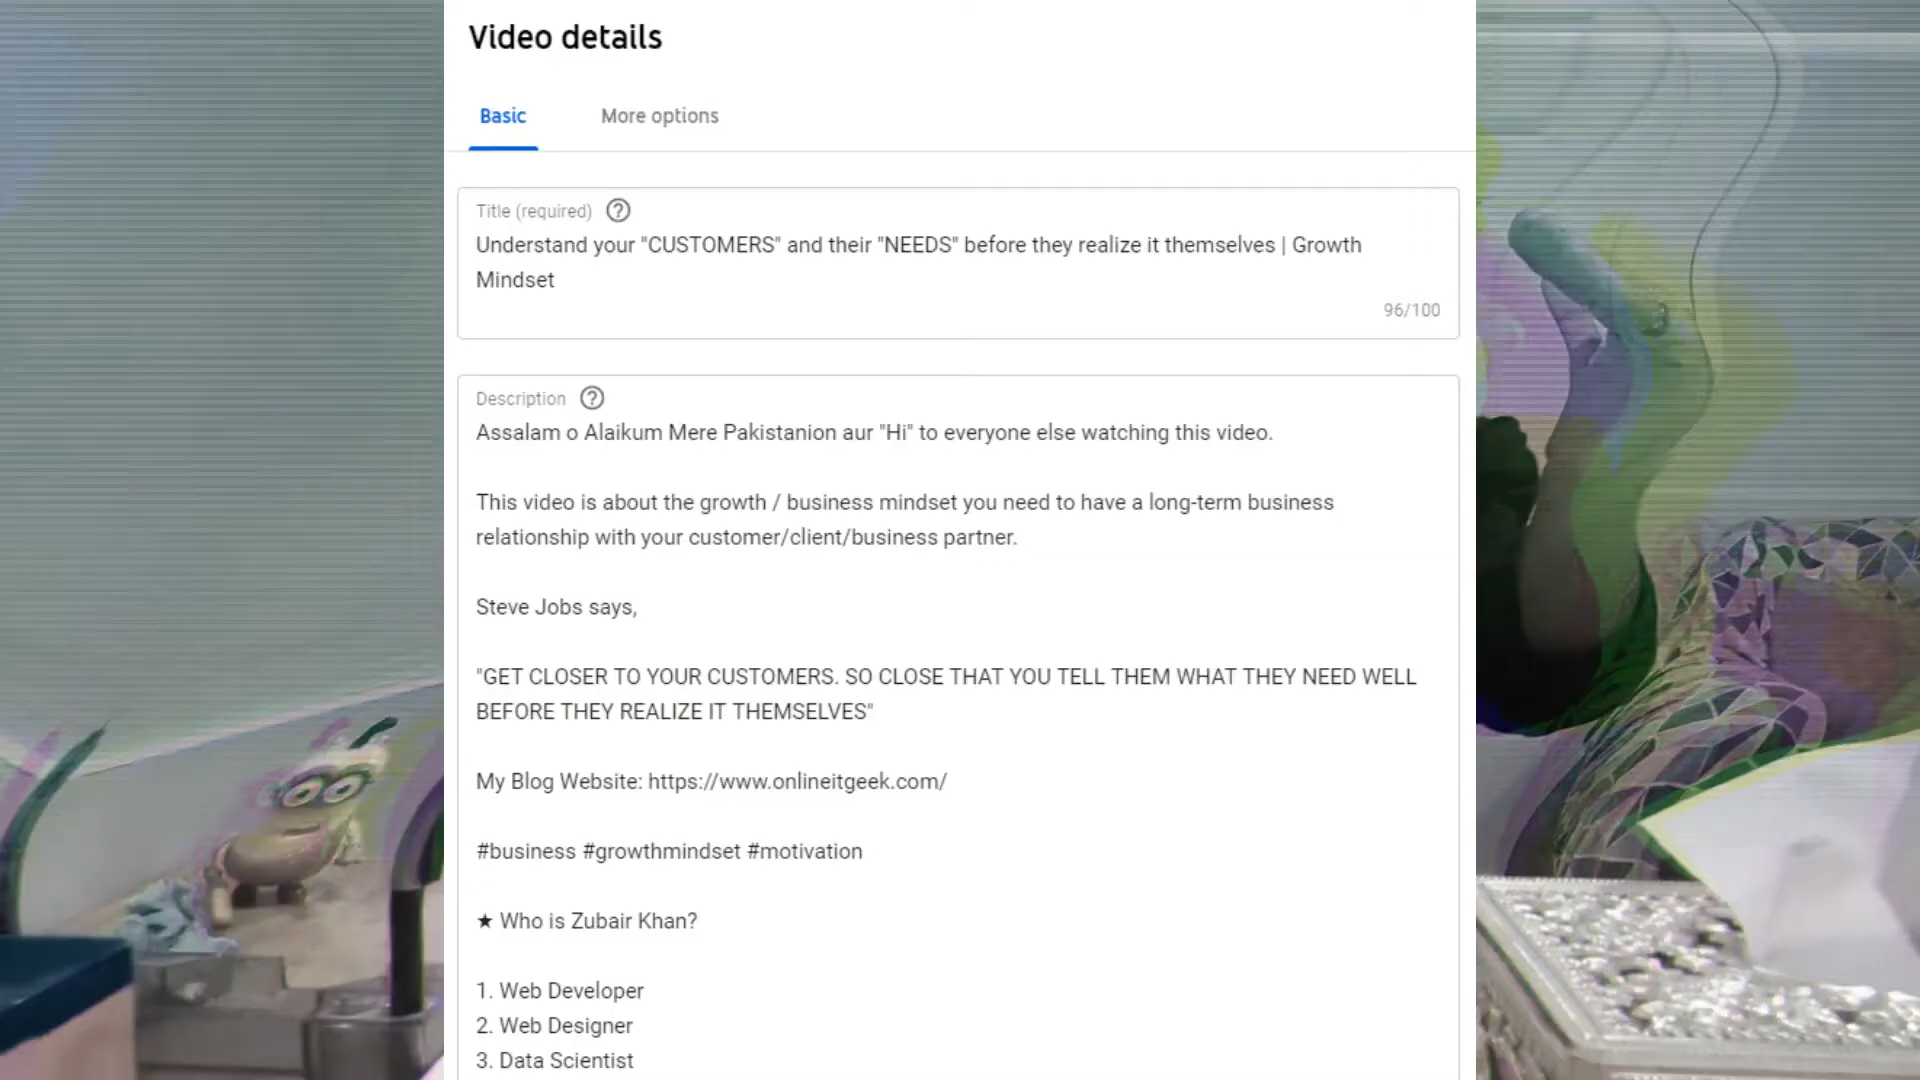 Video details
Basic
More options
Title (required)
Understand your "CUSTOMERS" and their "NEEDS" before they realize it themselves | Growth
Mindset
96/100
Description
Assalam o Alaikum Mere Pakistanion aur "Hi" to everyone else watching this video.
This video is about the growth / business mindset you need to have a long-term business
relationship with your customer/client/business partner.
Steve Jobs says,
"GET CLOSER TO YOUR CUSTOMERS. SO CLOSE THAT YOU TELL THEM WHAT THEY NEED WELL
BEFORE THEY REALIZE IT THEMSELVES"
My Blog Website: https://www.onlineitgeek.com/
#business #growthmindset #motivation
★ Who is Zubair Khan?
1. Web Developer
2. Web Designer
3. Data Scientist